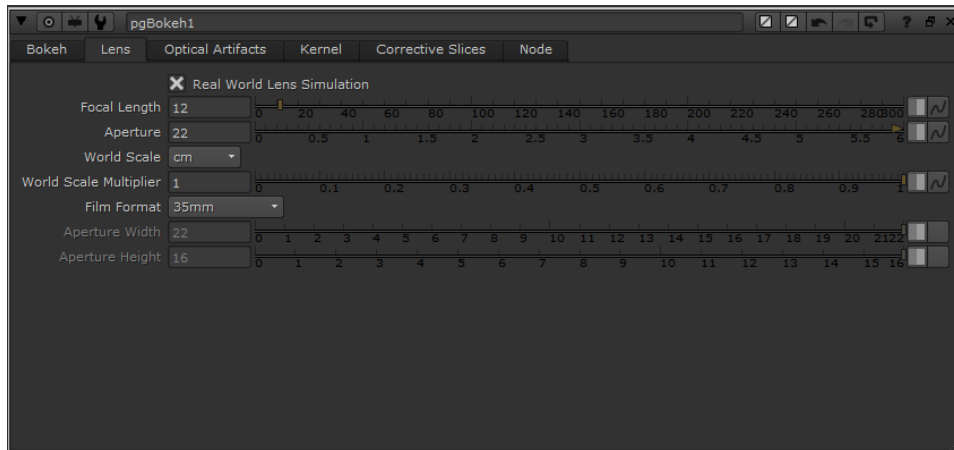 pgBokeh1 ?
Bokeh Lens Optical Artifacts Kernel Corrective Slices Node
Real World Lens Simulation
Focal Length 12 0 20 40 60 80 100 120 140 160 180 200 220 240 260 280 300
Aperture 22 0 0.5 1 1.5 2 2.5 3 3.5 4 4.5 5 5.5 6
World Scale cm
World Scale Multiplier 1 0 0.1 0.2 0.3 0.4 0.5 0.6 0.7 0.8 0.9 1
Film Format 35mm
Aperture Width 22 0 1 2 3 4 5 6 7 8 9 10 11 12 13 14 15 16 17 18 19 20 21 22
Aperture Height 16 0 1 2 3 4 5 6 7 8 9 10 11 12 13 14 15 16